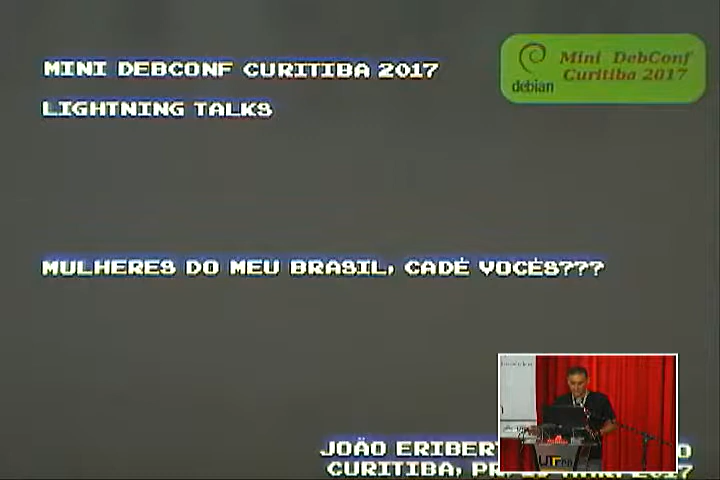 MINI DEBCONF CURITIBA 2017
LIGHTNING TALKS
debian
Mini DebConf
Curitiba 2017
MULHERES DO MEU BRASIL, CADÊ VOCÊS???
JOÃO
CURITIBA, PR, 2017